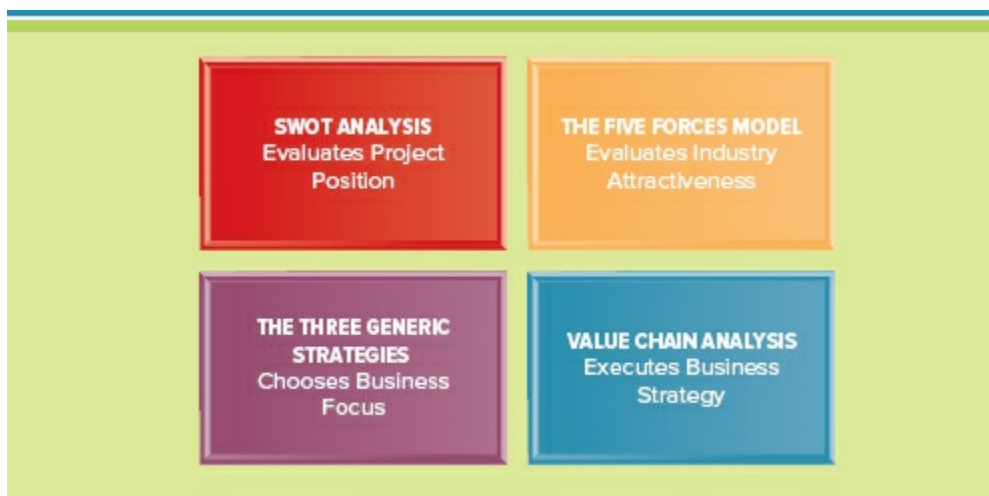 SWOT ANALYSIS
Evaluates Project
Position
THE FIVE FORCES MODEL
Evaluates Industry
Attractiveness
THE THREE GENERIC
STRATEGIES
Chooses Business
Focus
VALUE CHAIN ANALYSIS
Executes Business
Strategy